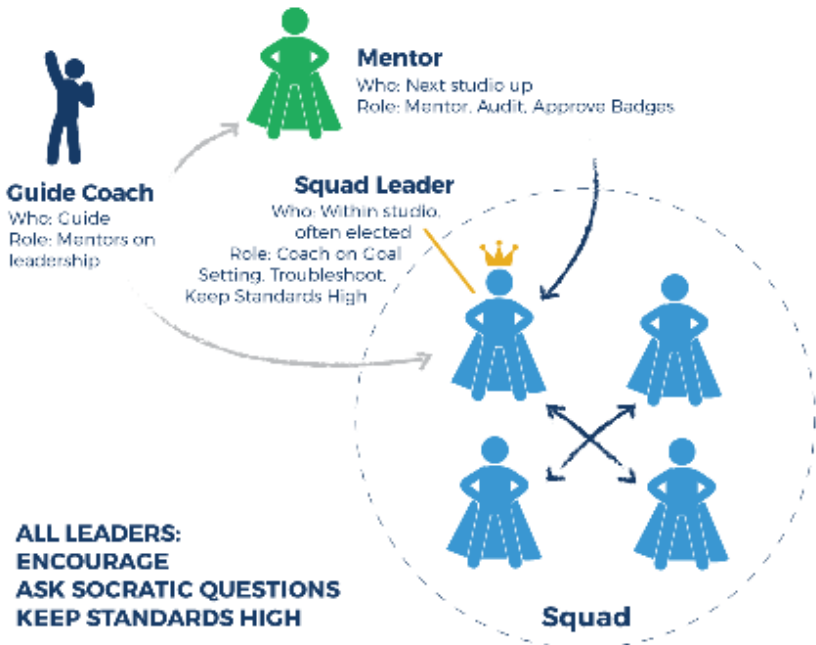 Mentor
Who: Next studio up
Role: Mentor, Audit, Approve Badges
Guide Coach
Who: Guide
Role: Mentors on
leadership
Squad Leader
Who: Within studio,
often elected
Role: Coach on Goal
Setting, Troubleshoot,
Keep Standards High
ALL LEADERS:
ENCOURAGE
ASK SOCRATIC QUESTIONS
KEEP STANDARDS HIGH
Squad